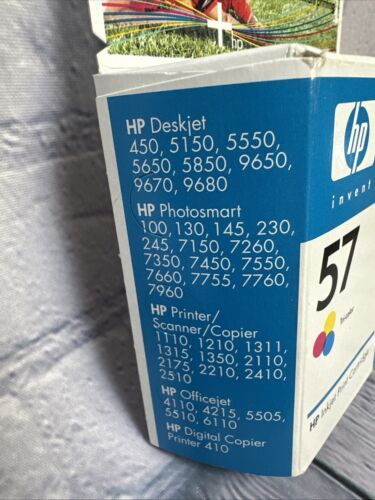 + hp
HP Deskjet
450, 5150, 5550,
5650, 5850, 9650,
9670, 9680
HP Photosmart
100, 130, 145, 230,
245, 7150, 7260,
7350, 7450, 7550,
7660, 7755, 7760,
7960
HP Printer/
Scanner/Copier
1110, 1210, 1311,
1315, 1350, 2110,
2175, 2210, 2410,
2510
HP Officejet
4110, 4215, 5505,
5510, 6110
HP Digital Copier
Printer 410
hp
invent
57
Tri-color
HP Inkjet Print Cartridge